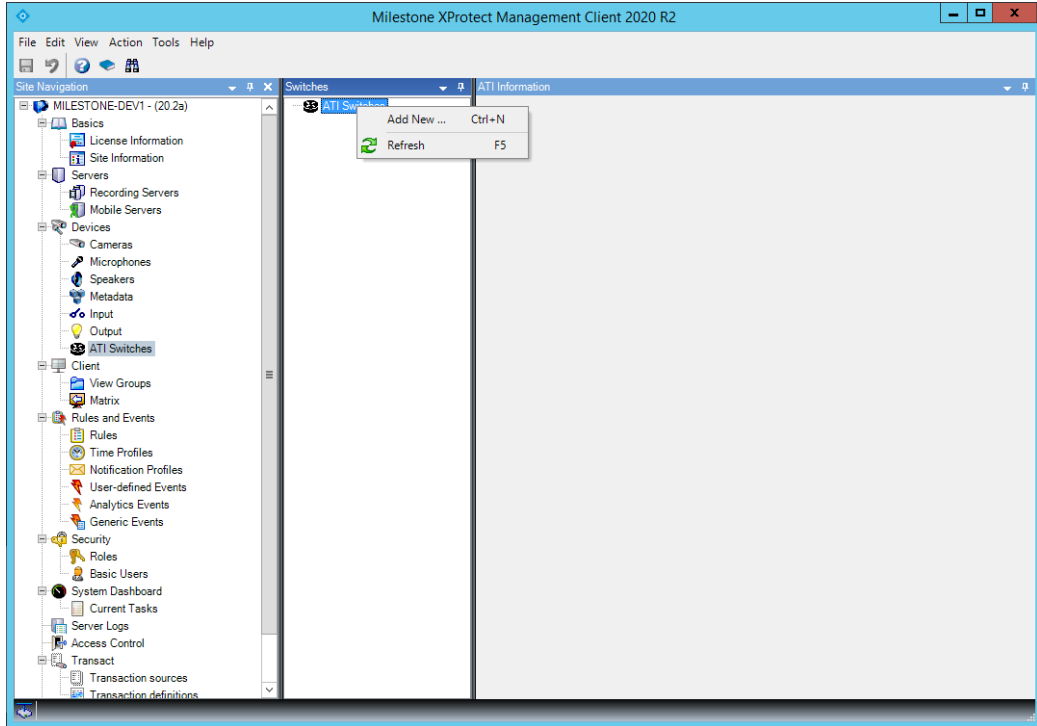 Milestone XProtect Management Client 2020 R2
File Edit View Action Tools Help
Site Navigation
MILESTONE-DEV1 - (20.2a)
Basics
License Information
Site Information
Servers
Recording Servers
Mobile Servers
Devices
Cameras
Microphones
Speakers
Metadata
Input
Output
ATI Switches
Client
View Groups
Matrix
Rules and Events
Rules
Time Profiles
Notification Profiles
User-defined Events
Analytics Events
Generic Events
Security
Roles
Basic Users
System Dashboard
Current Tasks
Server Logs
Access Control
Transact
Transaction sources
Transaction definitions
Switches
ATI Switches
Add New ... Ctrl+N
Refresh F5
ATI Information